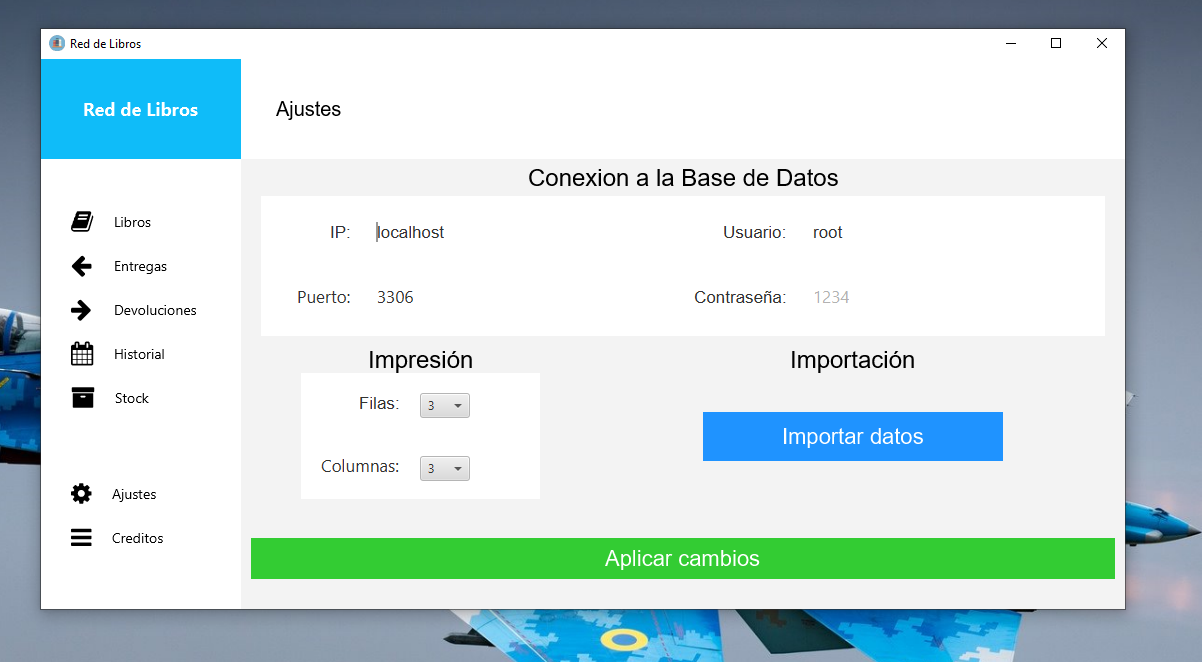 Red de Libros
Red de Libros
Ajustes
Libros
Entregas
Devoluciones
Historial
Stock
Ajustes
Creditos
Conexion a la Base de Datos
IP: localhost Usuario: root
Puerto: 3306 Contraseña: 1234
Impresión
Filas: 3
Columnas: 3
Importación
Importar datos
Aplicar cambios